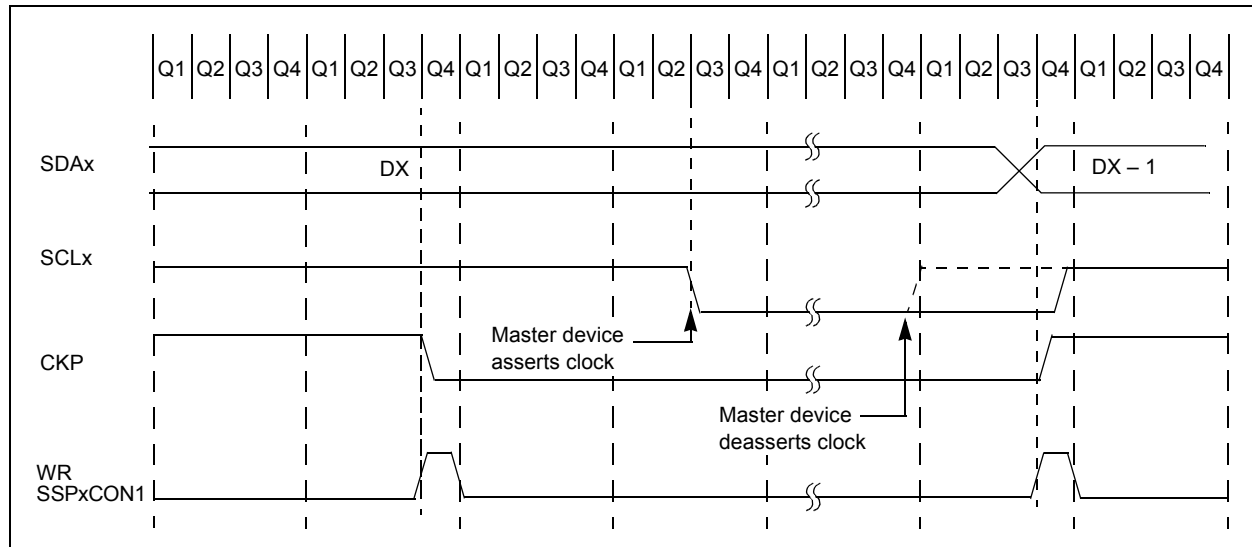 Q1 Q2 Q3 Q4 Q1 Q2 Q3 Q4 Q1 Q2 Q3 Q4 Q1 Q2 Q3 Q4 Q1 Q2 Q3 Q4 Q1 Q2 Q3 Q4 Q1 Q2 Q3 Q4
SDAx
DX
DX – 1
SCLx
Master device
asserts clock
CKP
Master device
deasserts clock
WR
SSPxCON1